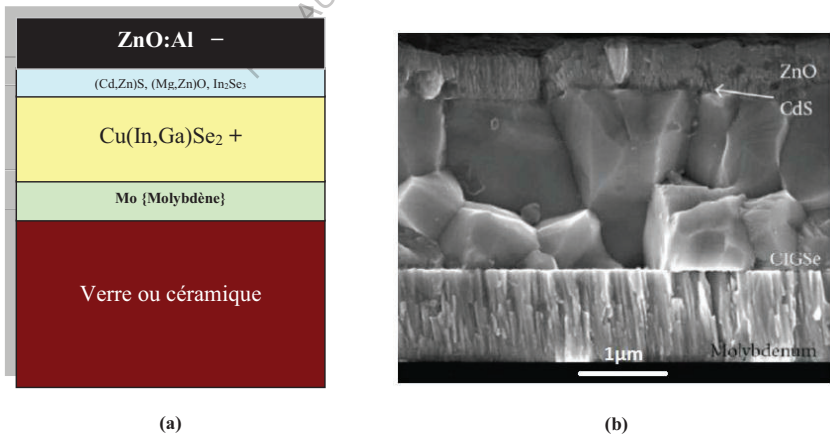 ZnO:Al −
(Cd,Zn)S, (Mg,Zn)O, In₂Se₃
Cu(In,Ga)Se₂ +
Mo {Molybdène}
Verre ou céramique
(a)
ZnO
CdS
CIGSe
Molybdenum
1µm
(b)